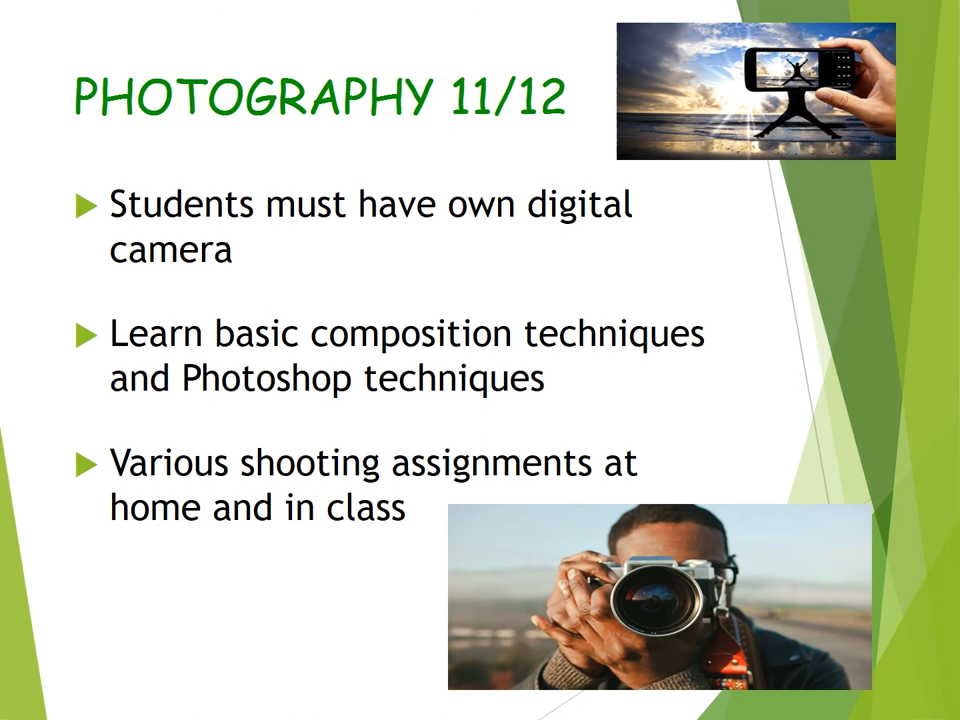 PHOTOGRAPHY 11/12
Students must have own digital
camera
Learn basic composition techniques
and Photoshop techniques
Various shooting assignments at
home and in class